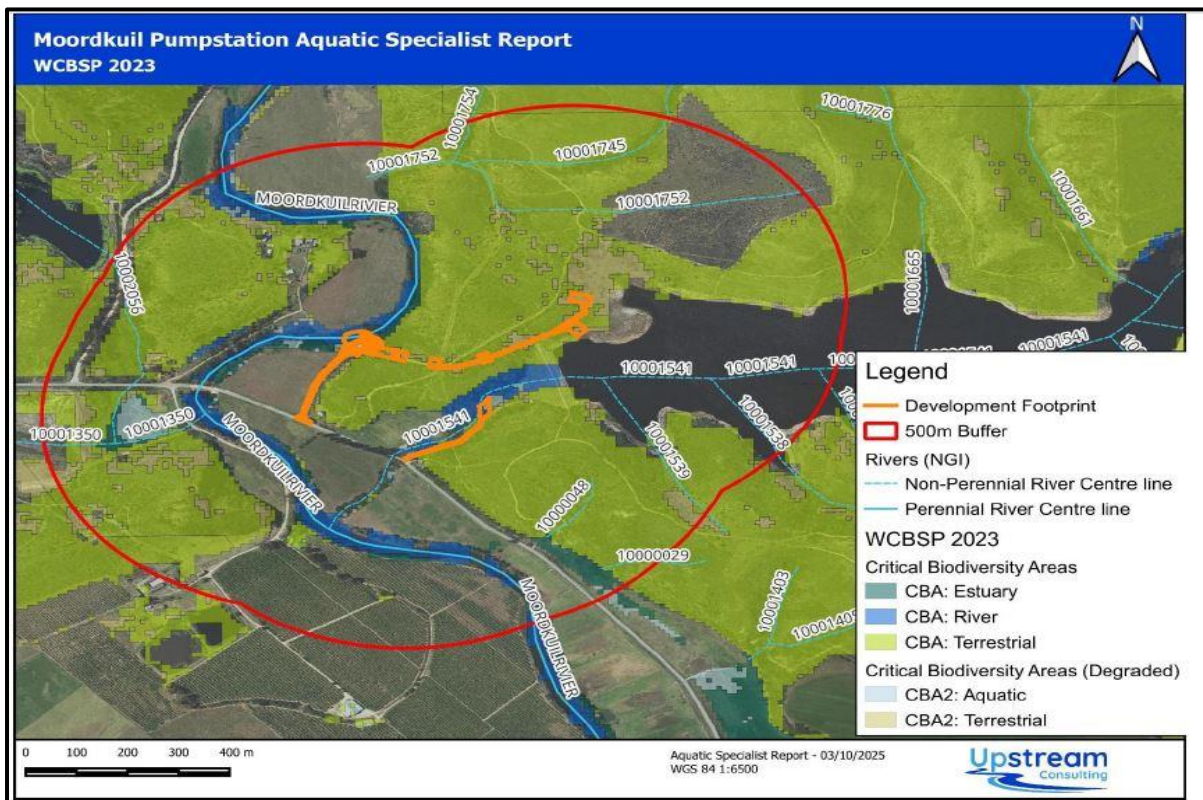 Moordkuil Pumpstation Aquatic Specialist Report
WCBSP 2023
N
10001754
10001776
10001752
10001745
MOORDKUILRIVIER
10001752
10001661
10002056
10001665
10001541
10001541
10001541
10001350
10001350
10001541
10001538
10001539
MOORDKUILRIVIER
10000048
10000029
10001403
MOORDKUILRIVIER
Legend
Development Footprint
500m Buffer
Rivers (NGI)
Non-Perennial River Centre line
Perennial River Centre line
WCBSP 2023
Critical Biodiversity Areas
CBA: Estuary
CBA: River
CBA: Terrestrial
Critical Biodiversity Areas (Degraded)
CBA2: Aquatic
CBA2: Terrestrial
0 100 200 300 400 m
Aquatic Specialist Report - 03/10/2025
WGS 84 1:6500
Upstream
Consulting